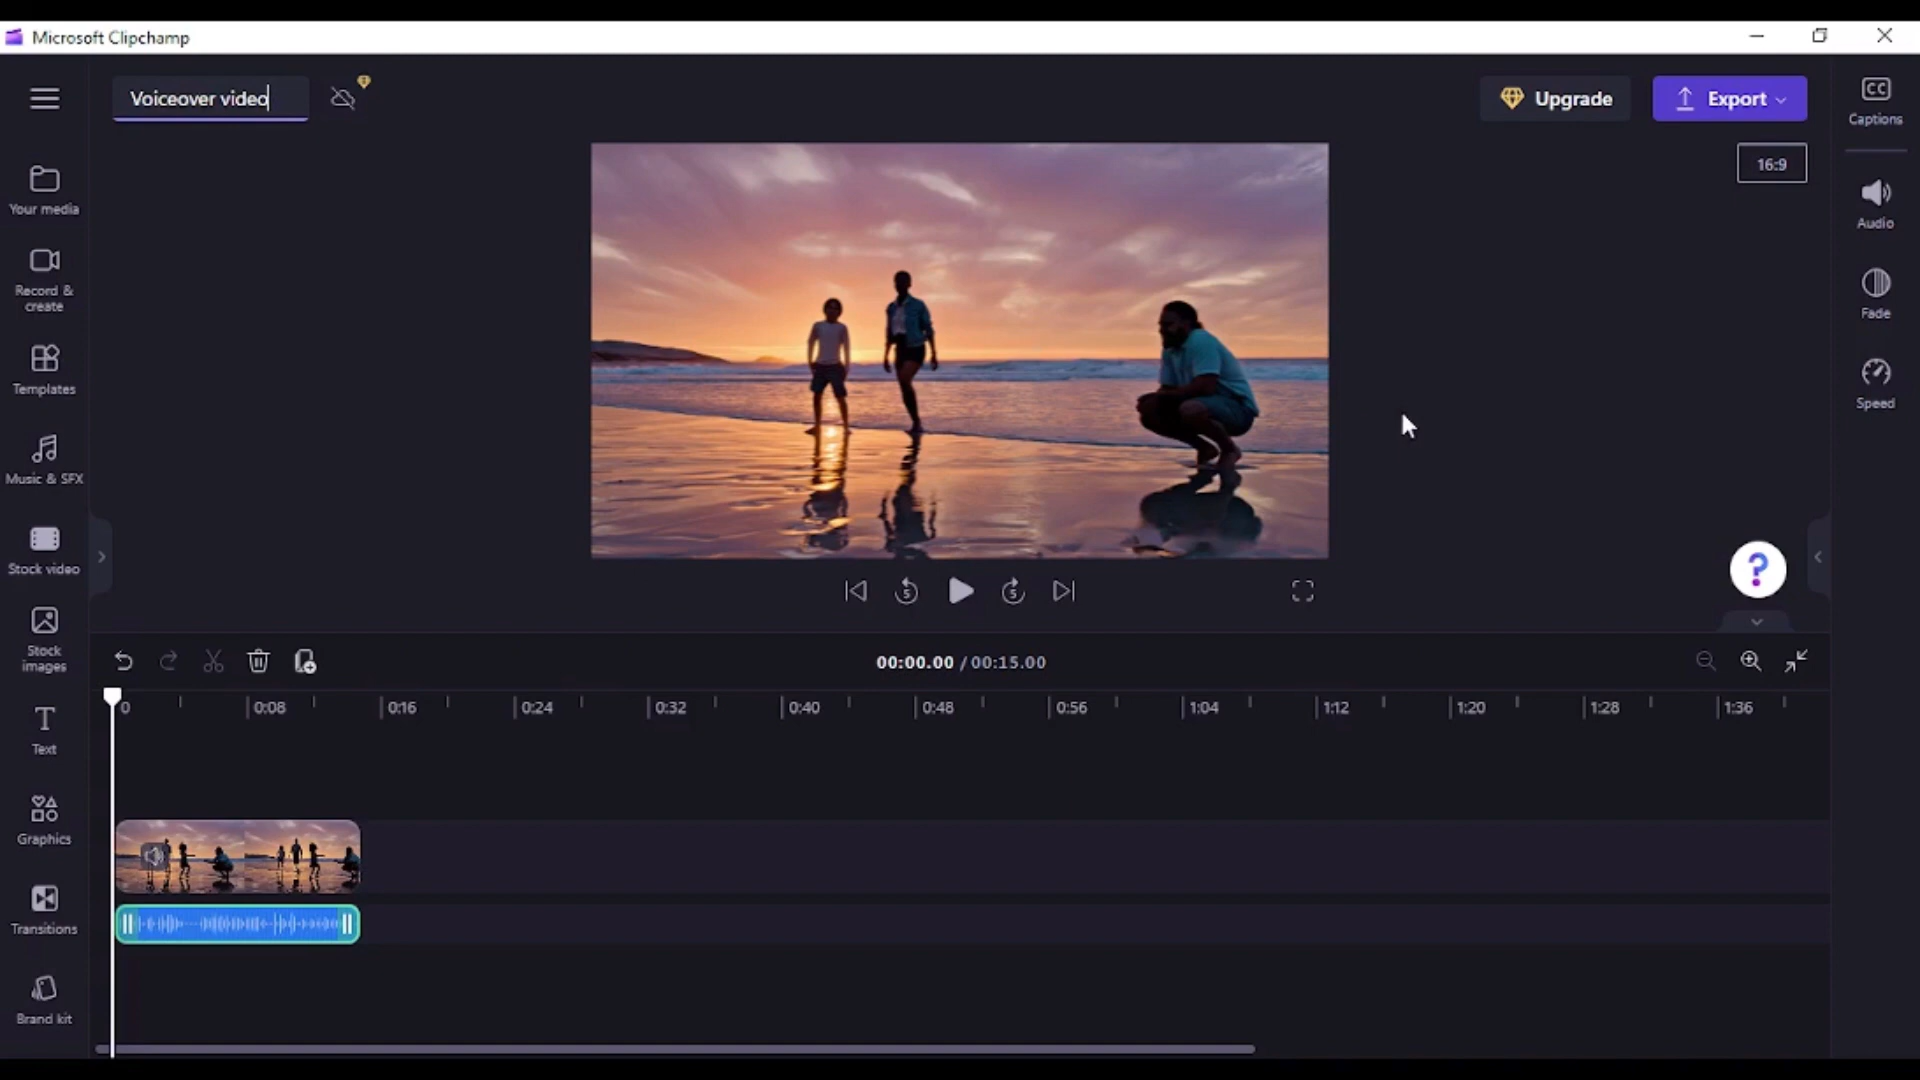 Microsoft Clipchamp
Voiceover video
Upgrade
Export
CC
Captions
16:9
Your media
Audio
Record &
create
Fade
Templates
Speed
Music & SFX
Stock video
?
5
5
Stock
images
00:00.00 / 00:15.00
0
0:08
0:16
0:24
0:32
0:40
0:48
0:56
1:04
1:12
1:20
1:28
1:36
T
Text
Graphics
Transitions
Brand kit